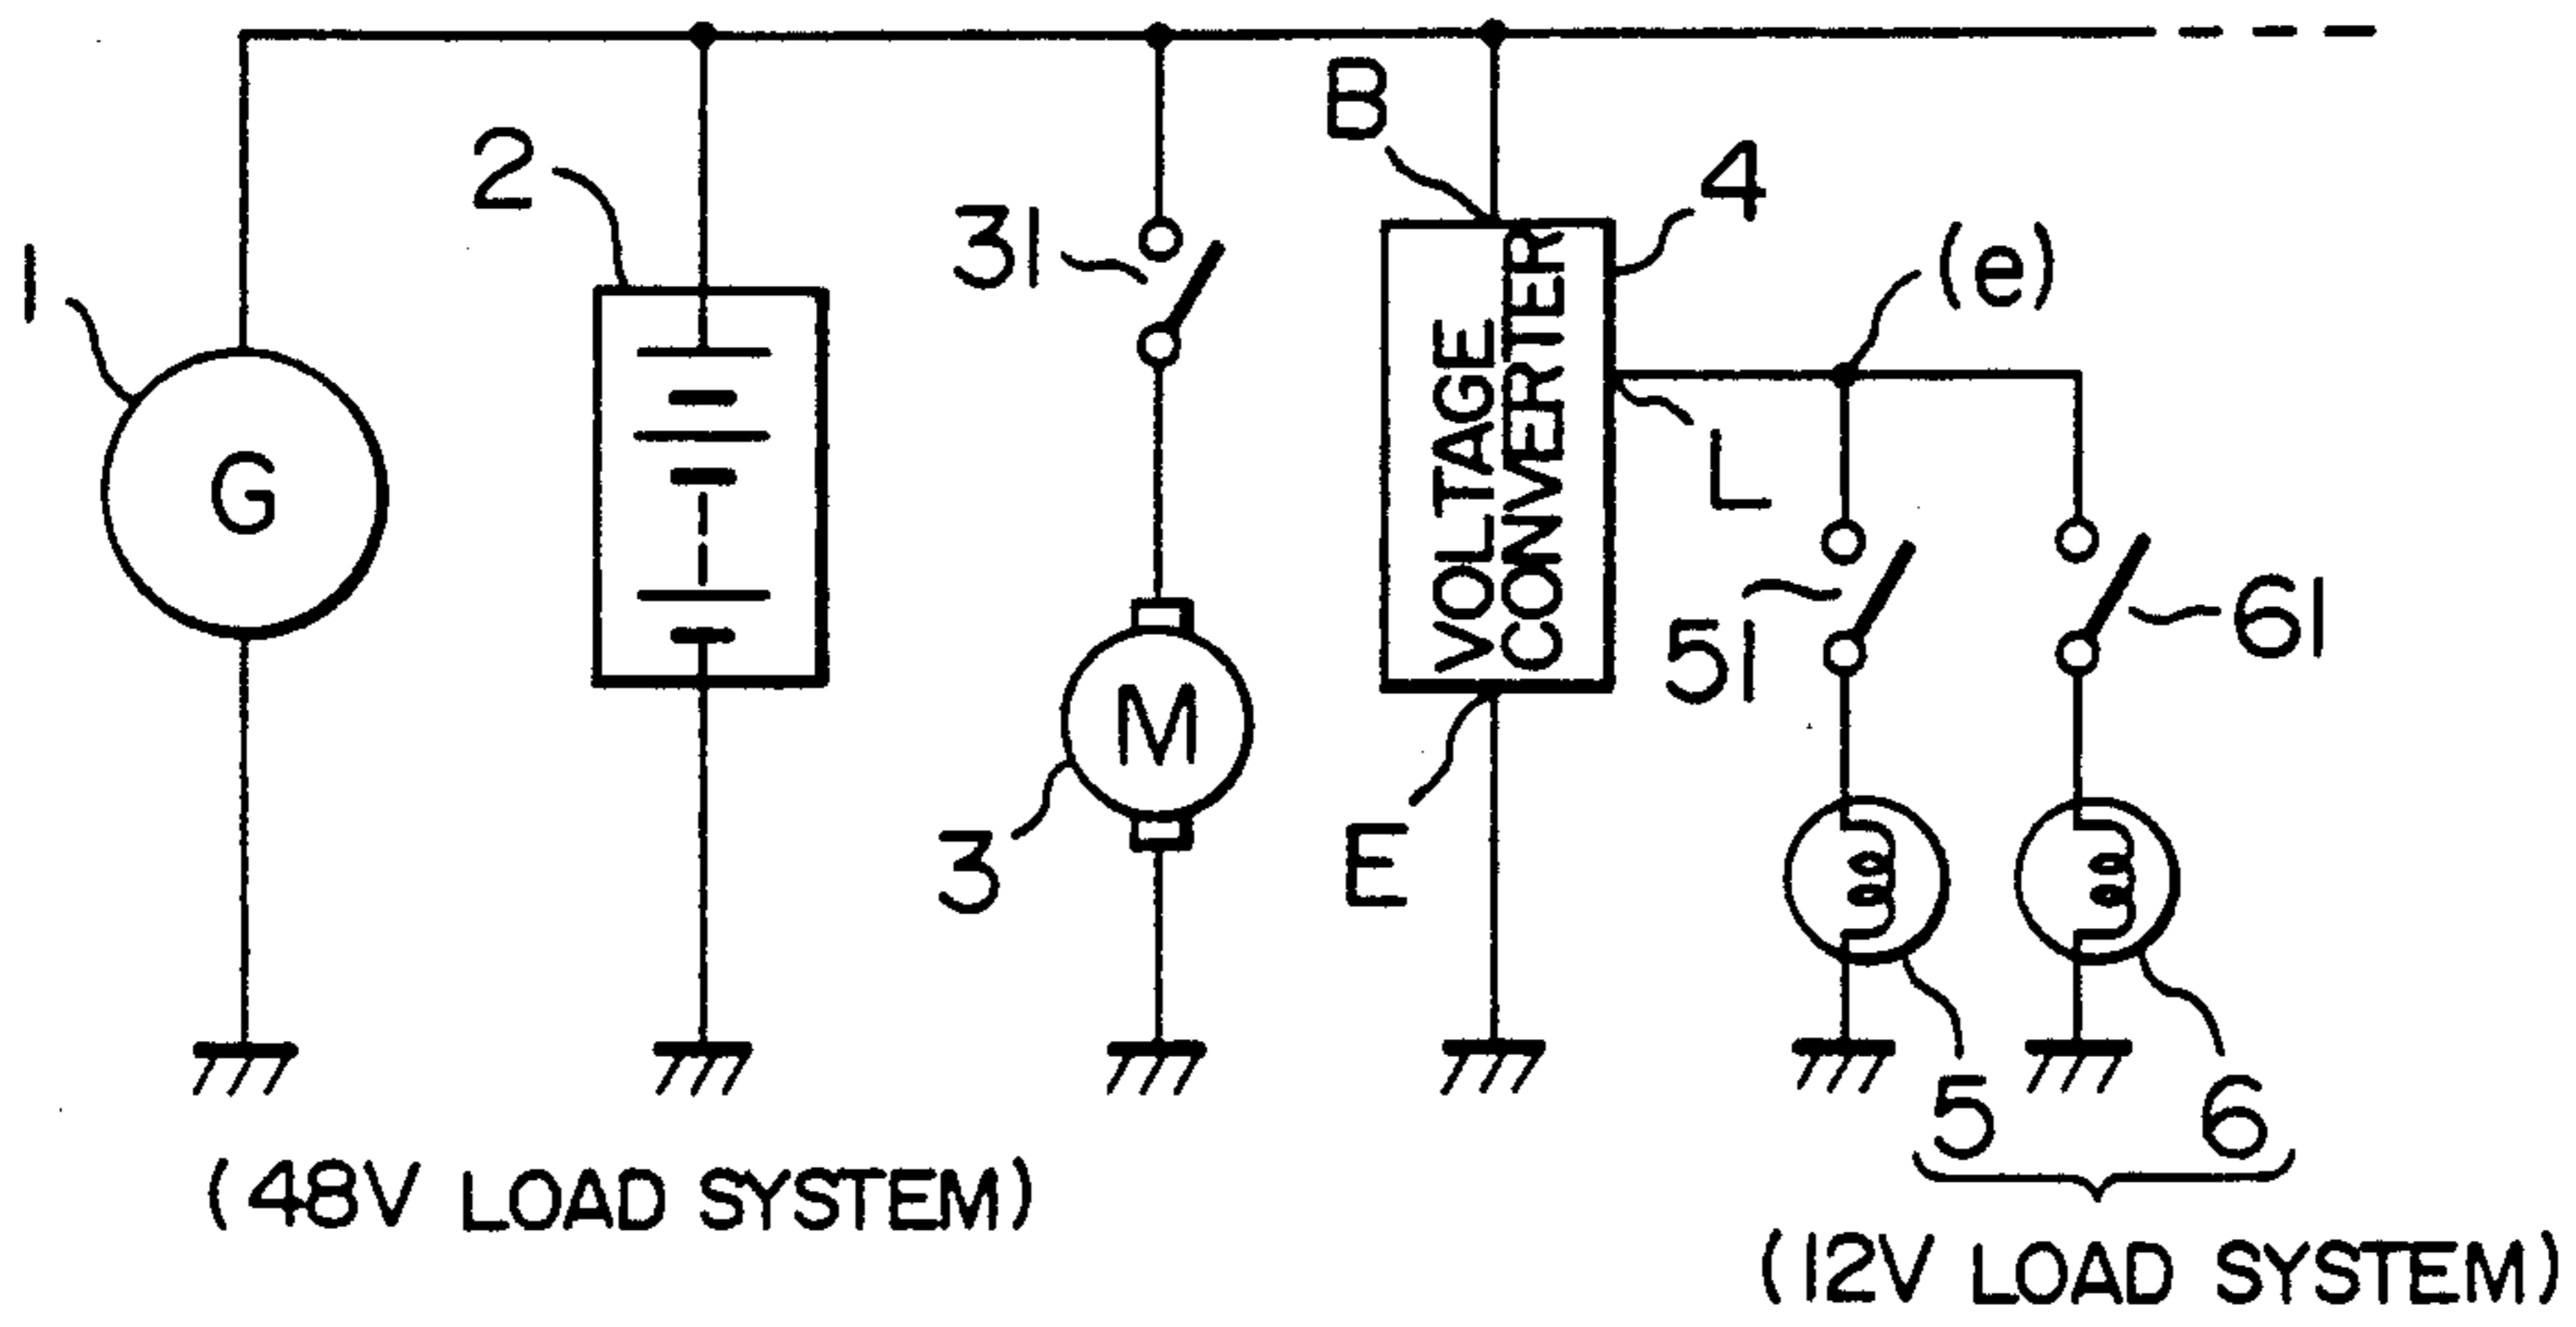 B
2
4
31
1
(e)
VOLTAGE
CONVERTER
G
L
51
61
M
3
E
5
6
(48V LOAD SYSTEM)
(12V LOAD SYSTEM)